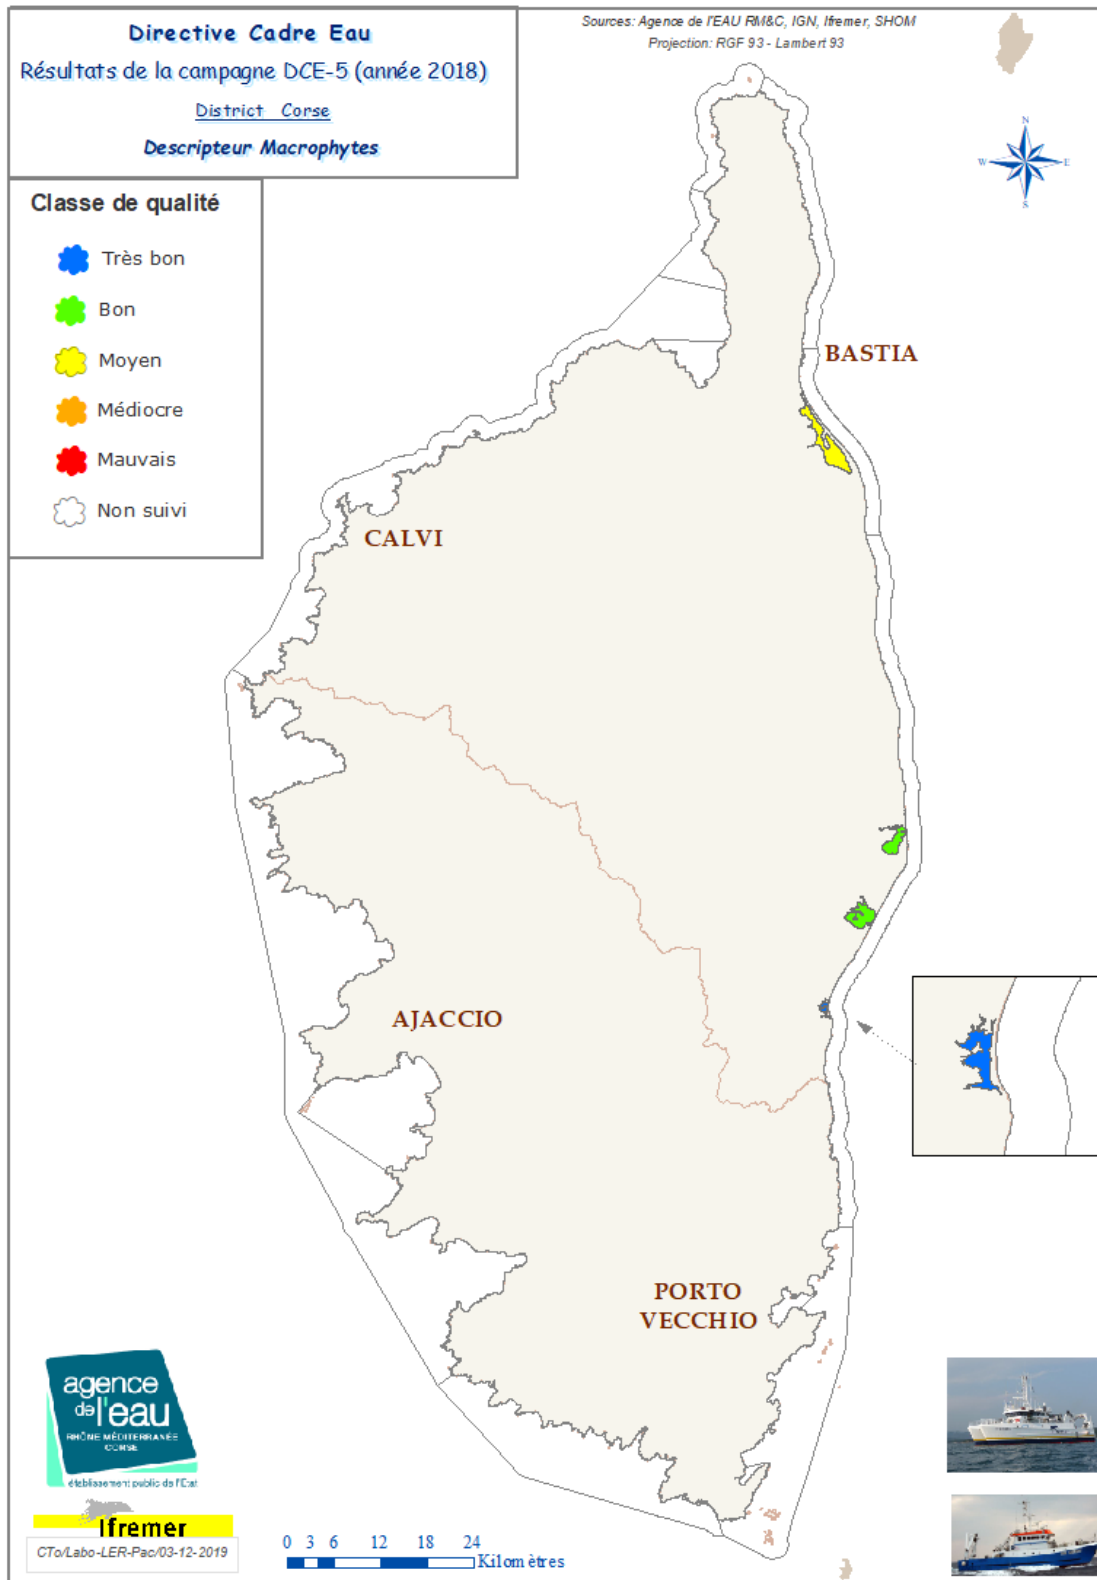 Directive Cadre Eau
Résultats de la campagne DCE-5 (année 2018)
District Corse
Descripteur Macrophytes
Sources: Agence de l'EAU RM&C, IGN, Ifremer, SHOM
Projection: RGF 93 - Lambert 93
N
W
E
S
Classe de qualité
Très bon
Bon
Moyen
Médiocre
Mauvais
Non suivi
BASTIA
CALVI
AJACCIO
PORTO
VECCHIO
agence
de l'eau
RHÔNE MÉDITERRANÉE
CORSE
établissement public de l'Etat
Ifremer
CTo/Labo-LER-Pac/03-12-2019
0 3 6 12 18 24
Kilomètres